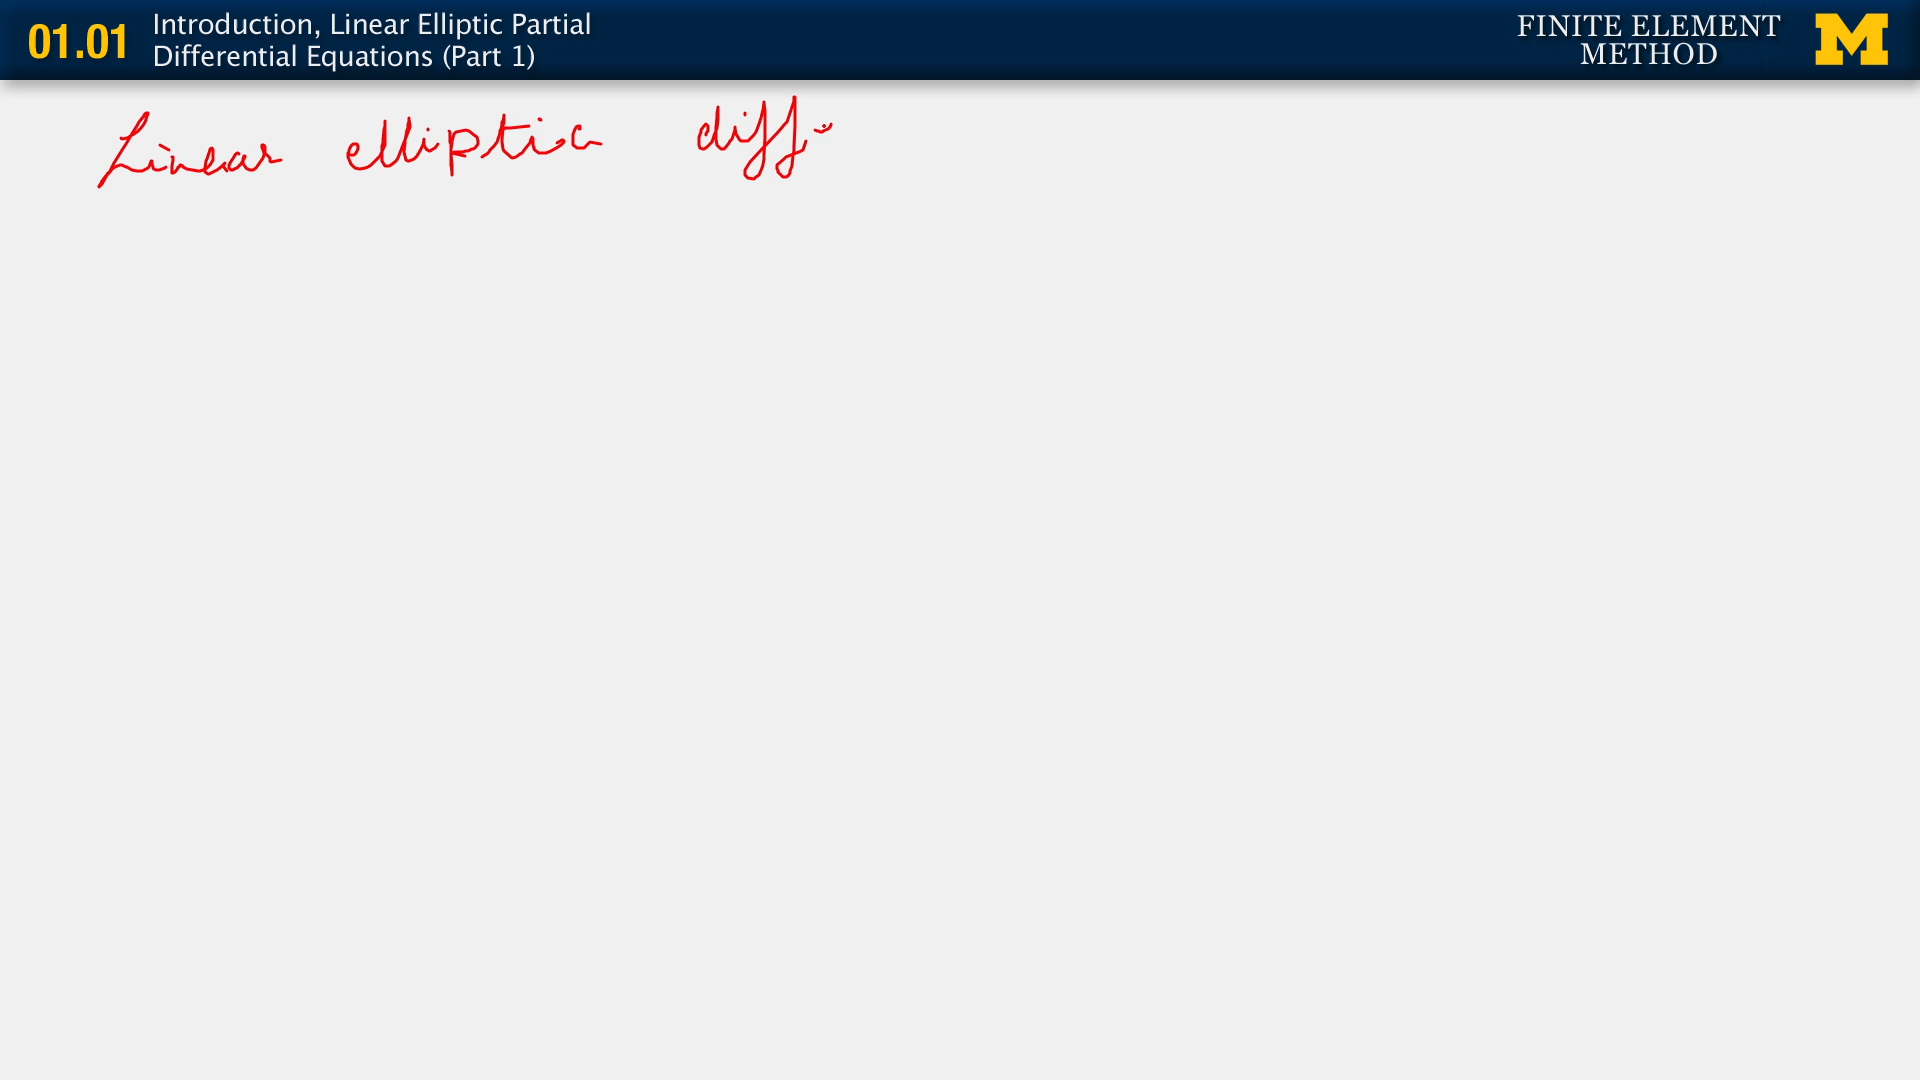 01.01
Introduction, Linear Elliptic Partial
Differential Equations (Part 1)
FINITE ELEMENT
METHOD
M
Linear elliptic diff